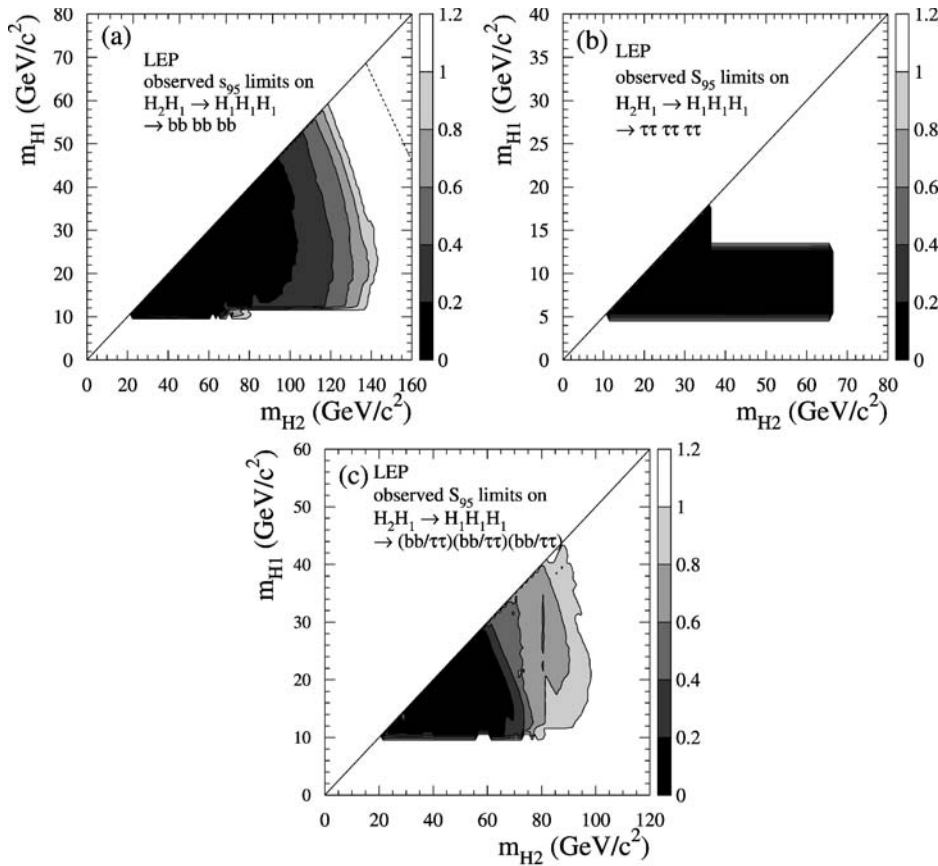 (a)
LEP
observed s₉₅ limits on
H₂H₁ → H₁H₁H₁
→ bb bb bb
m_H1 (GeV/c²)
80
70
60
50
40
30
20
10
0
0 20 40 60 80 100 120 140 160
m_H2 (GeV/c²)
1.2
1
0.8
0.6
0.4
0.2
0
(b)
LEP
observed S₉₅ limits on
H₂H₁ → H₁H₁H₁
→ ττ ττ ττ
m_H1 (GeV/c²)
40
35
30
25
20
15
10
5
0
0 10 20 30 40 50 60 70 80
m_H2 (GeV/c²)
1.2
1
0.8
0.6
0.4
0.2
0
(c)
LEP
observed S₉₅ limits on
H₂H₁ → H₁H₁H₁
→ (bb/ττ)(bb/ττ)(bb/ττ)
m_H1 (GeV/c²)
60
50
40
30
20
10
0
0 20 40 60 80 100 120
m_H2 (GeV/c²)
1.2
1
0.8
0.6
0.4
0.2
0